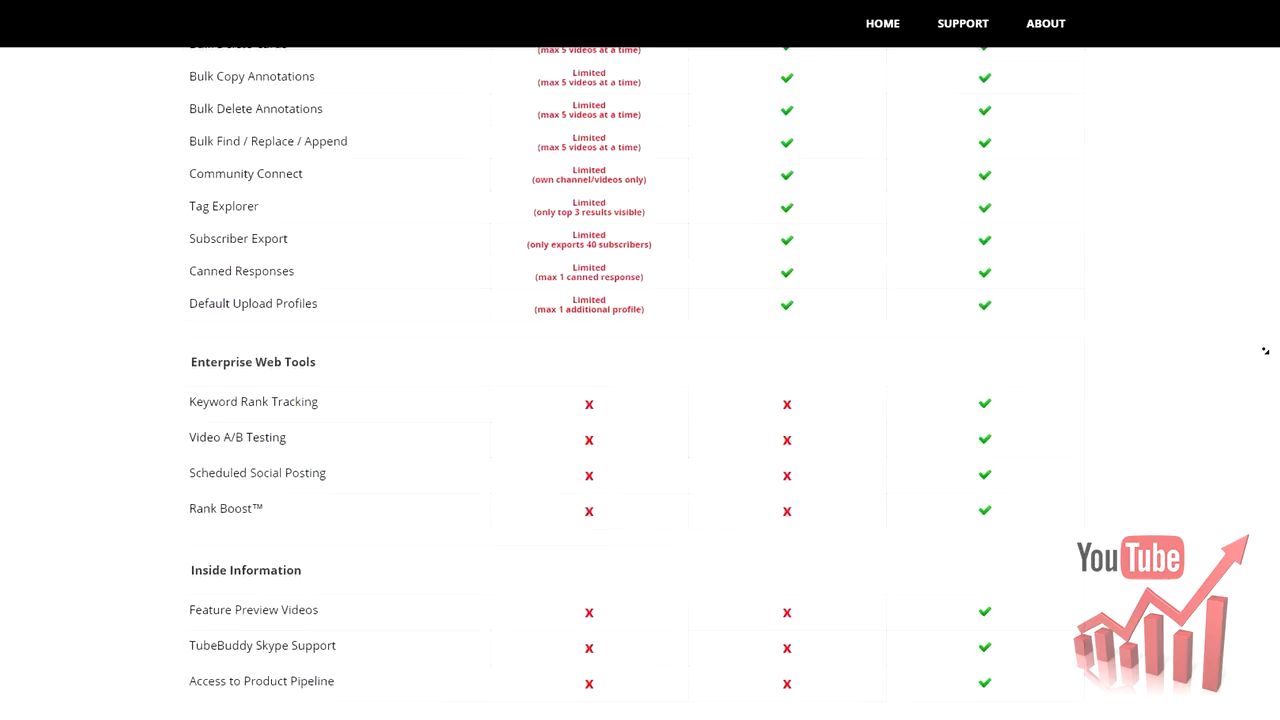 HOME SUPPORT ABOUT
(max 5 videos at a time)
Bulk Copy Annotations Limited
(max 5 videos at a time)
Bulk Delete Annotations Limited
(max 5 videos at a time)
Bulk Find / Replace / Append Limited
(max 5 videos at a time)
Community Connect Limited
(own channel/videos only)
Tag Explorer Limited
(only top 3 results visible)
Subscriber Export Limited
(only exports 40 subscribers)
Canned Responses Limited
(max 1 canned response)
Default Upload Profiles Limited
(max 1 additional profile)
Enterprise Web Tools
Keyword Rank Tracking X X
Video A/B Testing X X
Scheduled Social Posting X X
Rank Boost™ X X
YouTube
Inside Information
Feature Preview Videos X X
TubeBuddy Skype Support X X
Access to Product Pipeline X X